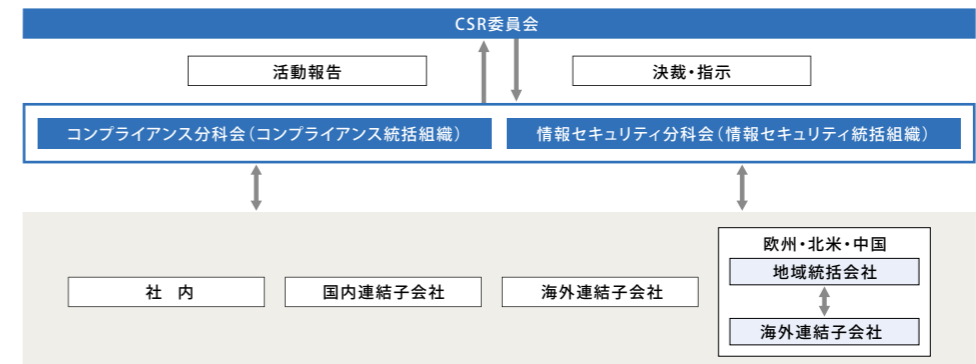 CSR委員会
活動報告
決裁・指示
コンプライアンス分科会(コンプライアンス統括組織)
情報セキュリティ分科会(情報セキュリティ統括組織)
欧州・北米・中国
地域統括会社
社 内
国内連結子会社
海外連結子会社
海外連結子会社